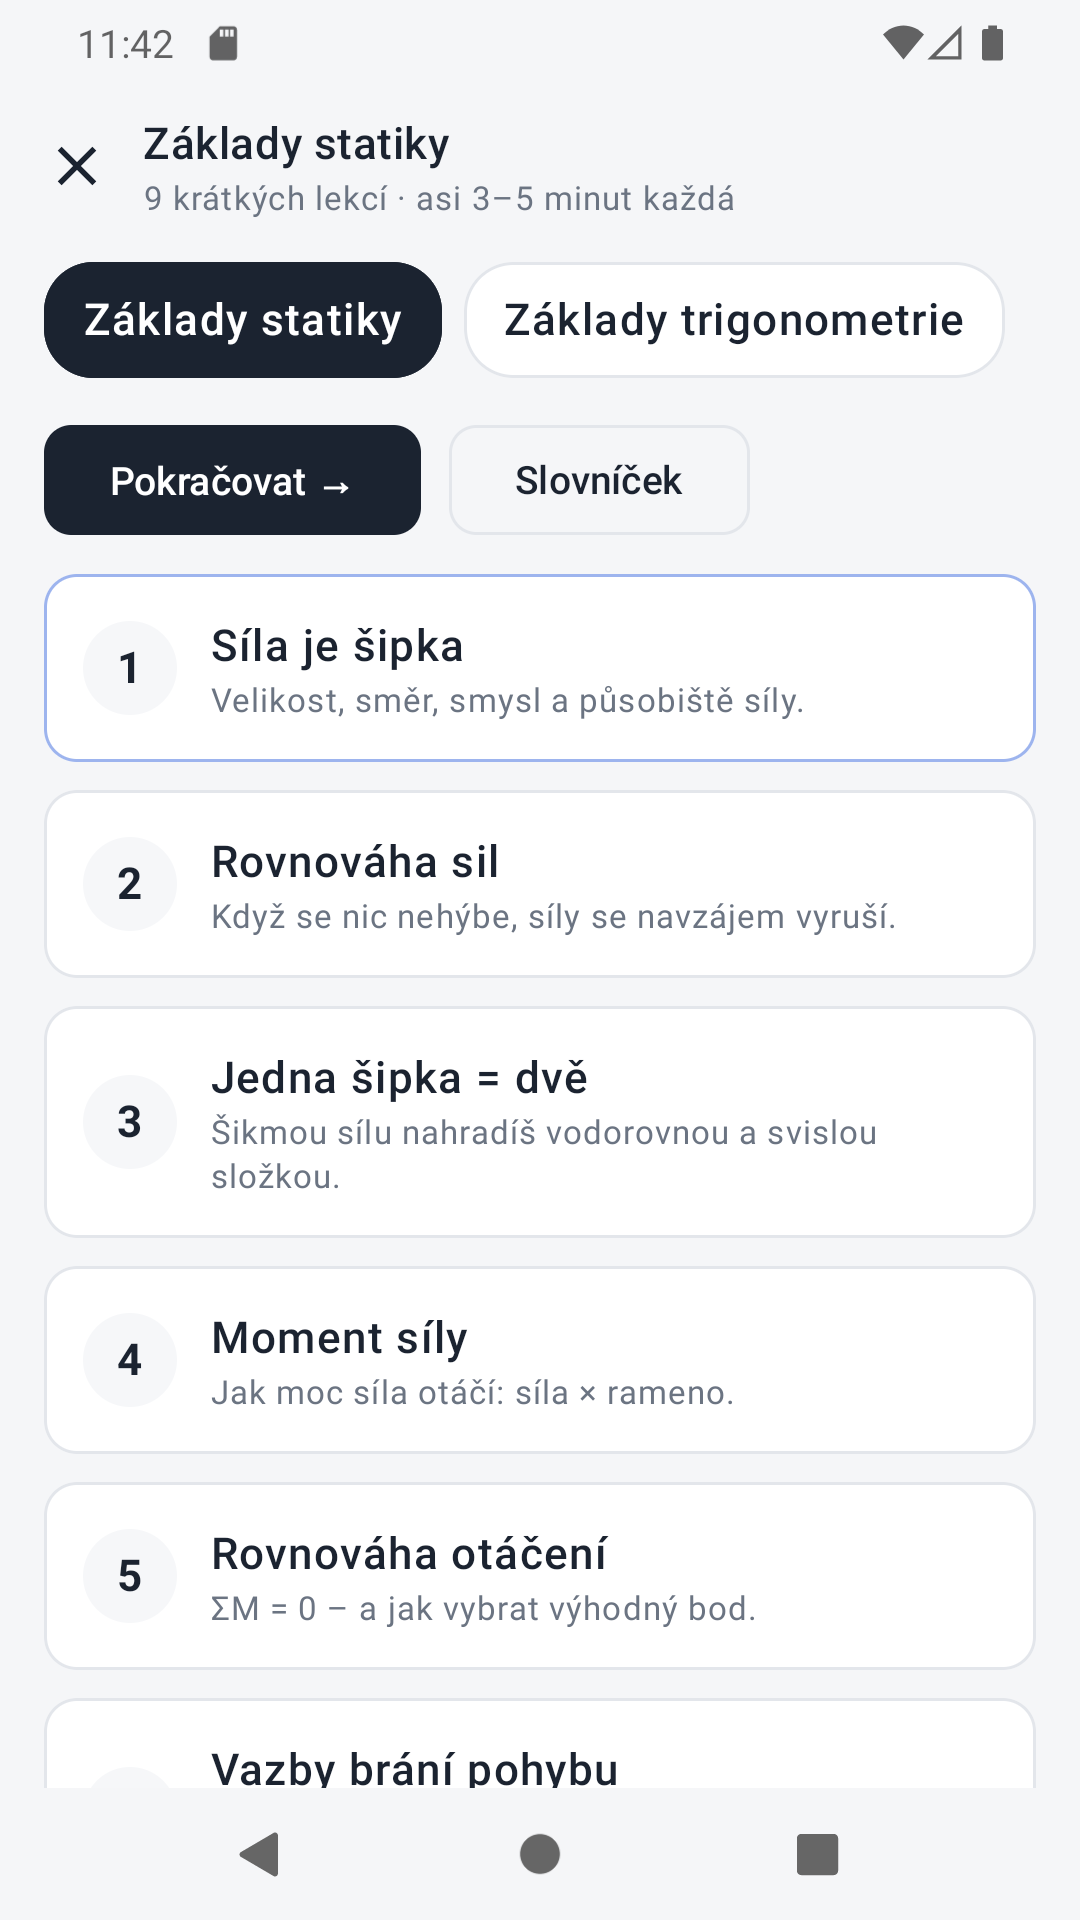 11:42
Základy statiky
9 krátkých lekcí · asi 3–5 minut každá
Základy statiky
Základy trigonometrie
Pokračovat →
Slovníček
1
Síla je šipka
Velikost, směr, smysl a působiště síly.
2
Rovnováha sil
Když se nic nehýbe, síly se navzájem vyruší.
3
Jedna šipka = dvě
Šikmou sílu nahradíš vodorovnou a svislou
složkou.
4
Moment síly
Jak moc síla otáčí: síla × rameno.
5
Rovnováha otáčení
ΣM = 0 – a jak vybrat výhodný bod.
Vazby brání pohybu